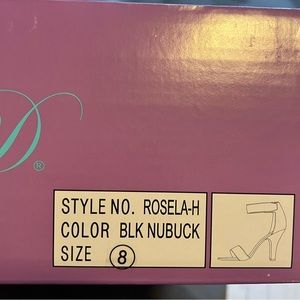 D®
STYLE NO. ROSELA-H
COLOR BLK NUBUCK
SIZE 8